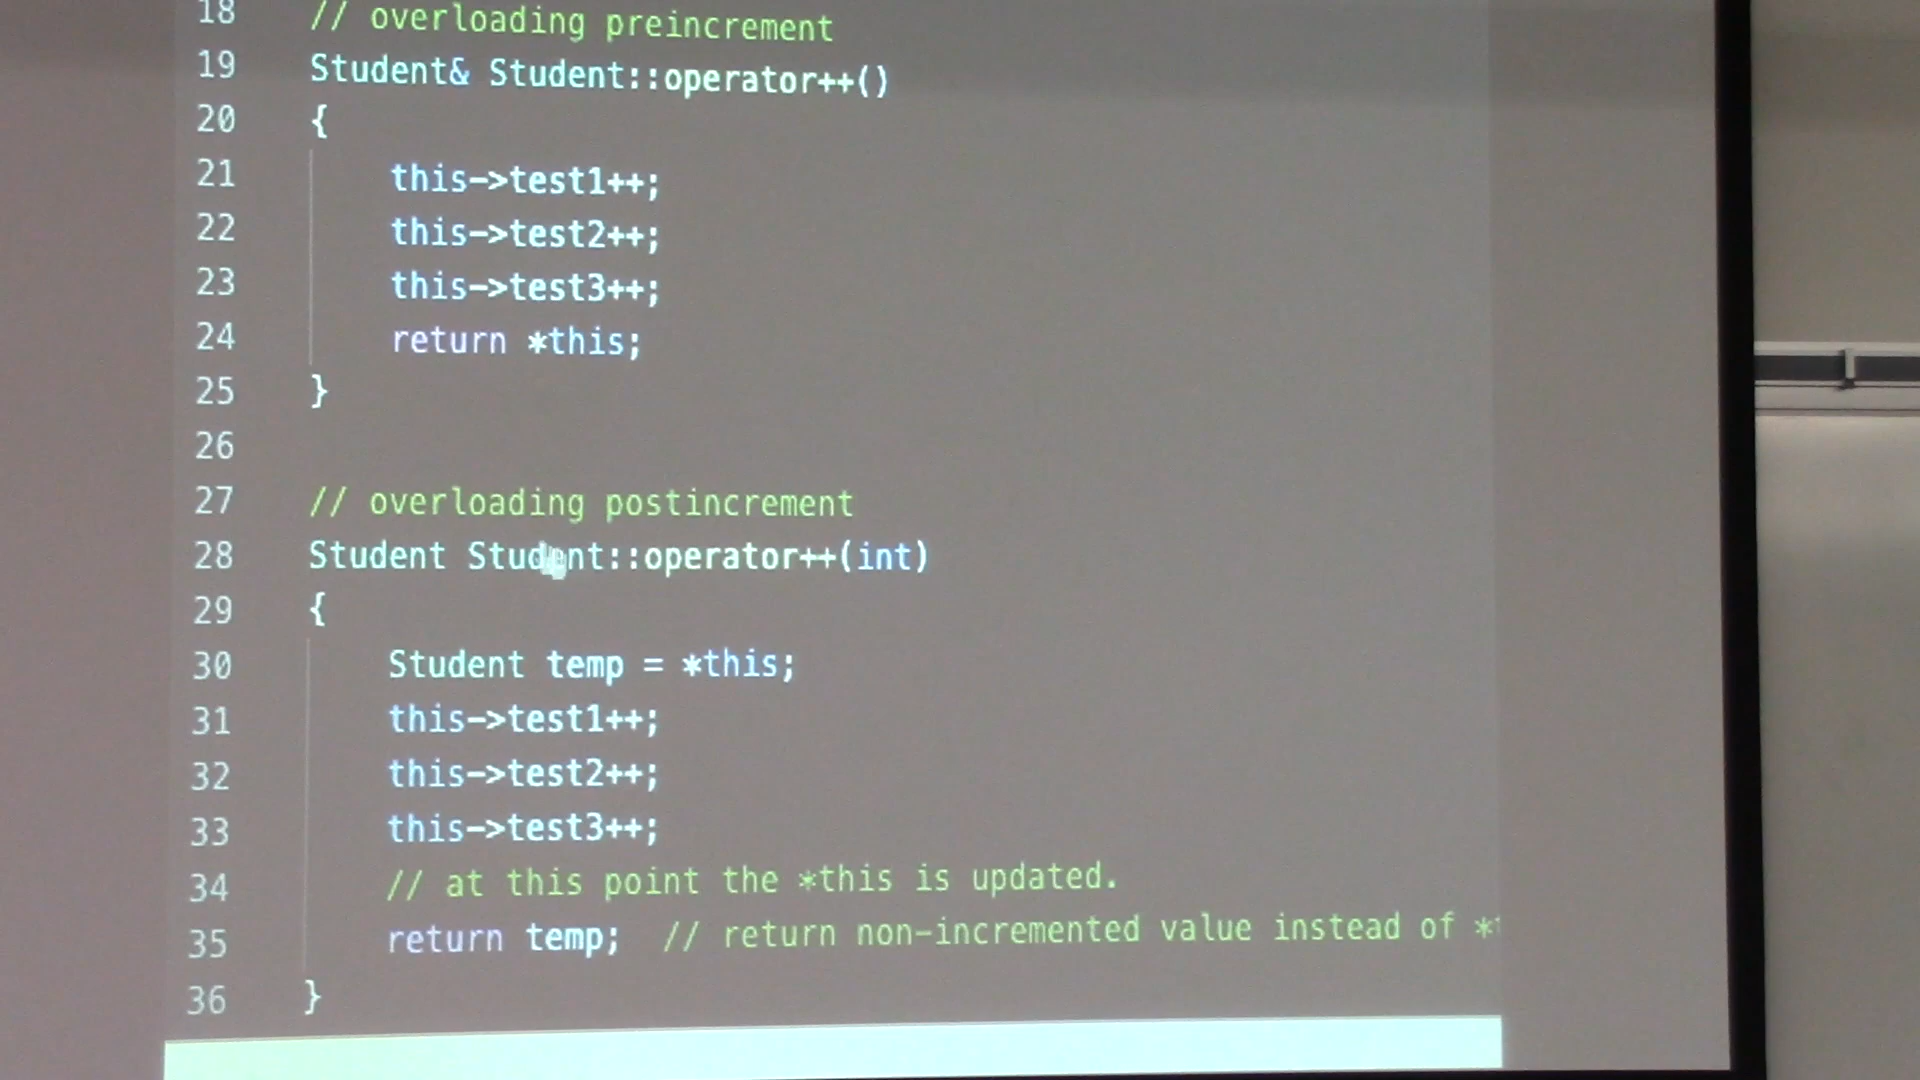 18 // overloading preincrement
19 Student& Student::operator++()
20 {
21 this->test1++;
22 this->test2++;
23 this->test3++;
24 return *this;
25 }
26
27 // overloading postincrement
28 Student Student::operator++(int)
29 {
30 Student temp = *this;
31 this->test1++;
32 this->test2++;
33 this->test3++;
34 // at this point the *this is updated.
35 return temp; // return non-incremented value instead of *
36 }